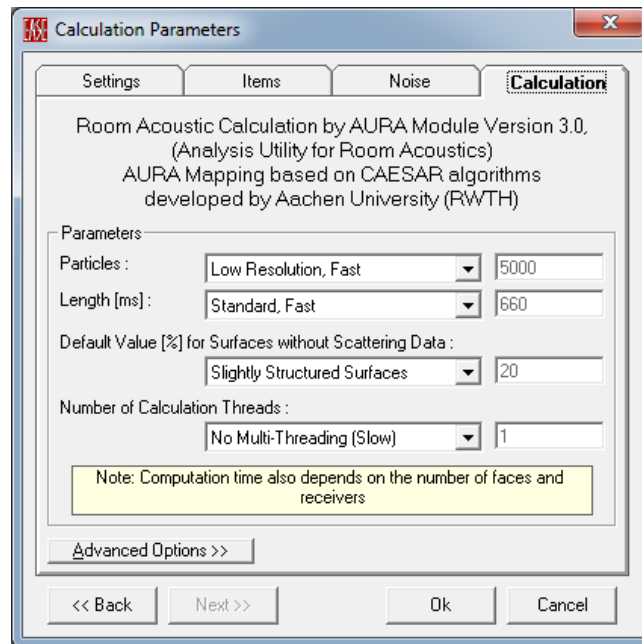 EASE Calculation Parameters
Settings Items Noise Calculation
Room Acoustic Calculation by AURA Module Version 3.0,
(Analysis Utility for Room Acoustics)
AURA Mapping based on CAESAR algorithms
developed by Aachen University (RWTH)
Parameters
Particles : Low Resolution, Fast 5000
Length [ms] : Standard, Fast 660
Default Value [%] for Surfaces without Scattering Data :
Slightly Structured Surfaces 20
Number of Calculation Threads :
No Multi-Threading (Slow) 1
Note: Computation time also depends on the number of faces and
receivers
Advanced Options >>
<< Back Next >> Ok Cancel